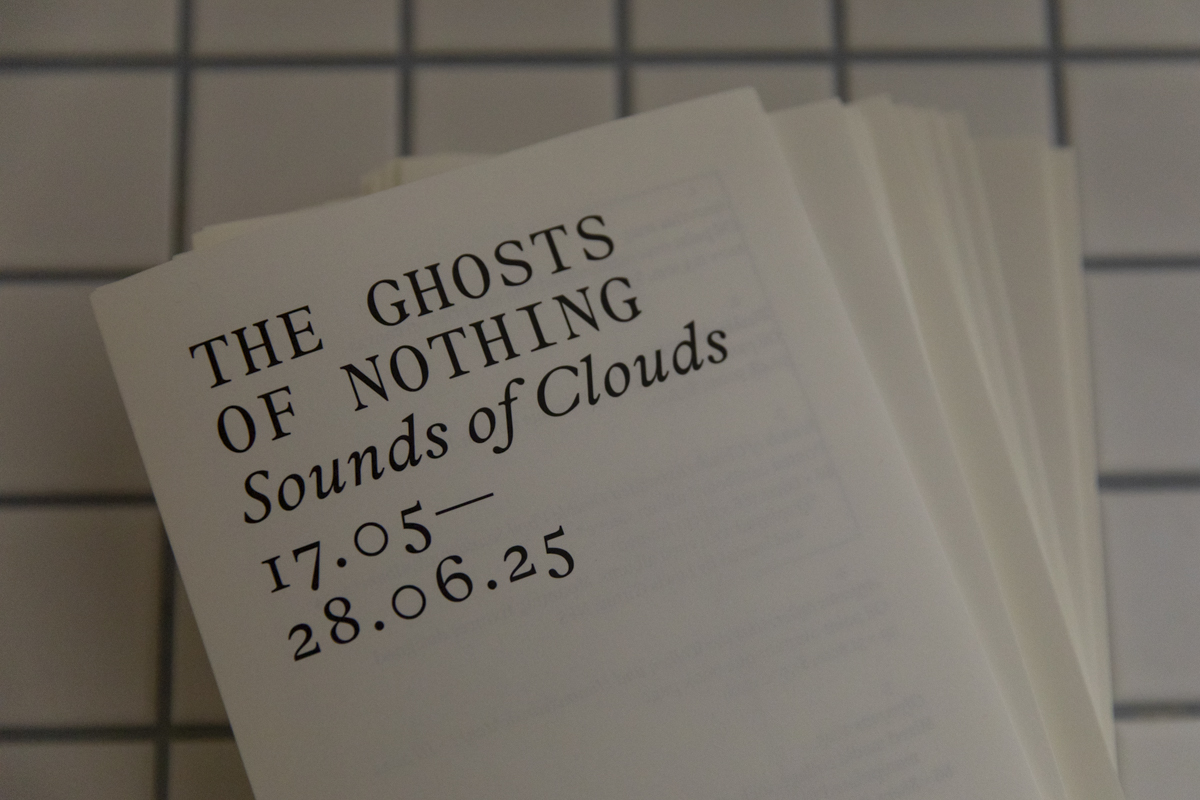 THE GHOSTS
OF NOTHING
Sounds of Clouds
17.05—
28.06.25